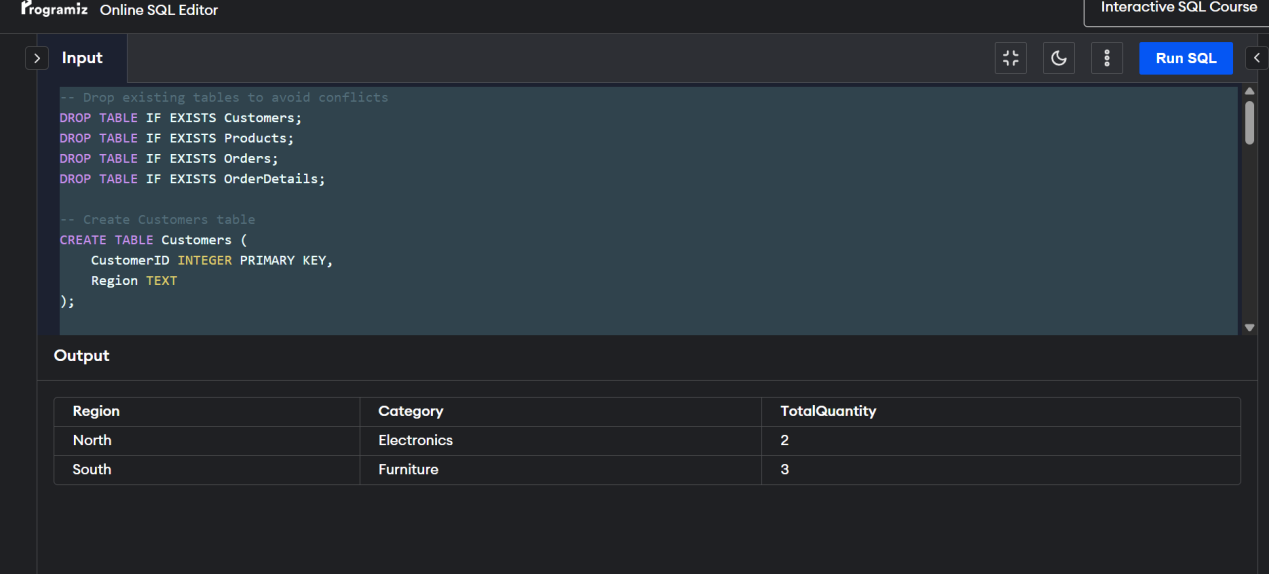 Programiz Online SQL Editor
Interactive SQL Course
Input
Run SQL
-- Drop existing tables to avoid conflicts
DROP TABLE IF EXISTS Customers;
DROP TABLE IF EXISTS Products;
DROP TABLE IF EXISTS Orders;
DROP TABLE IF EXISTS OrderDetails;
-- Create Customers table
CREATE TABLE Customers (
    CustomerID INTEGER PRIMARY KEY,
    Region TEXT
);
Output
Region Category TotalQuantity
North Electronics 2
South Furniture 3